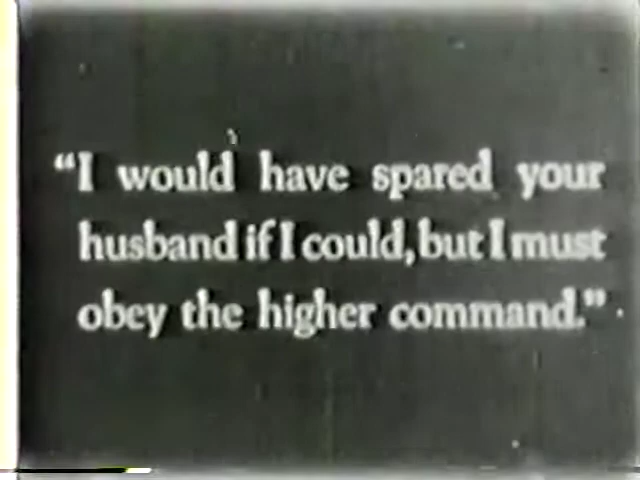 “I would have spared your
husband if I could, but I must
obey the higher command.”